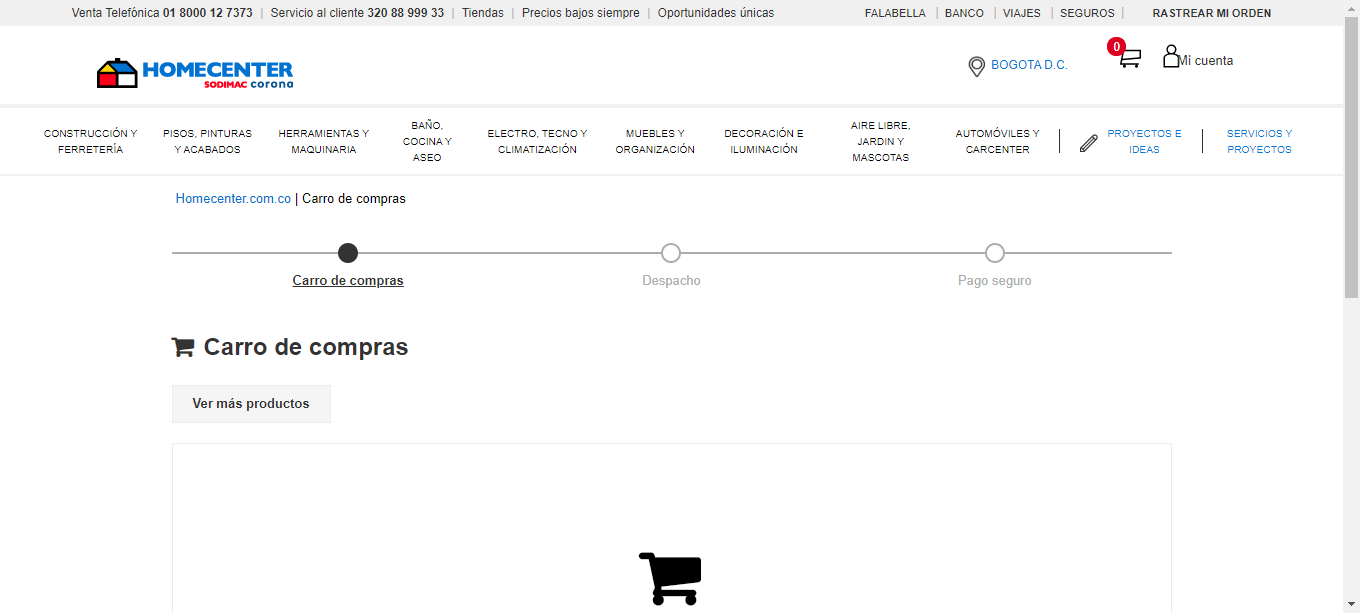 Venta Telefónica 01 8000 12 7373 | Servicio al cliente 320 88 999 33 | Tiendas | Precios bajos siempre | Oportunidades únicas
FALABELLA | BANCO | VIAJES | SEGUROS | RASTREAR MI ORDEN
HOMECENTER
SODIMAC corona
BOGOTA D.C.
0
Mi cuenta
CONSTRUCCIÓN Y
FERRETERÍA
PISOS, PINTURAS
Y ACABADOS
HERRAMIENTAS Y
MAQUINARIA
BAÑO,
COCINA Y
ASEO
ELECTRO, TECNO Y
CLIMATIZACIÓN
MUEBLES Y
ORGANIZACIÓN
DECORACIÓN E
ILUMINACIÓN
AIRE LIBRE,
JARDIN Y
MASCOTAS
AUTOMÓVILES Y
CARCENTER
PROYECTOS E
IDEAS
SERVICIOS Y
PROYECTOS
Homecenter.com.co | Carro de compras
Carro de compras
Despacho
Pago seguro
Carro de compras
Ver más productos